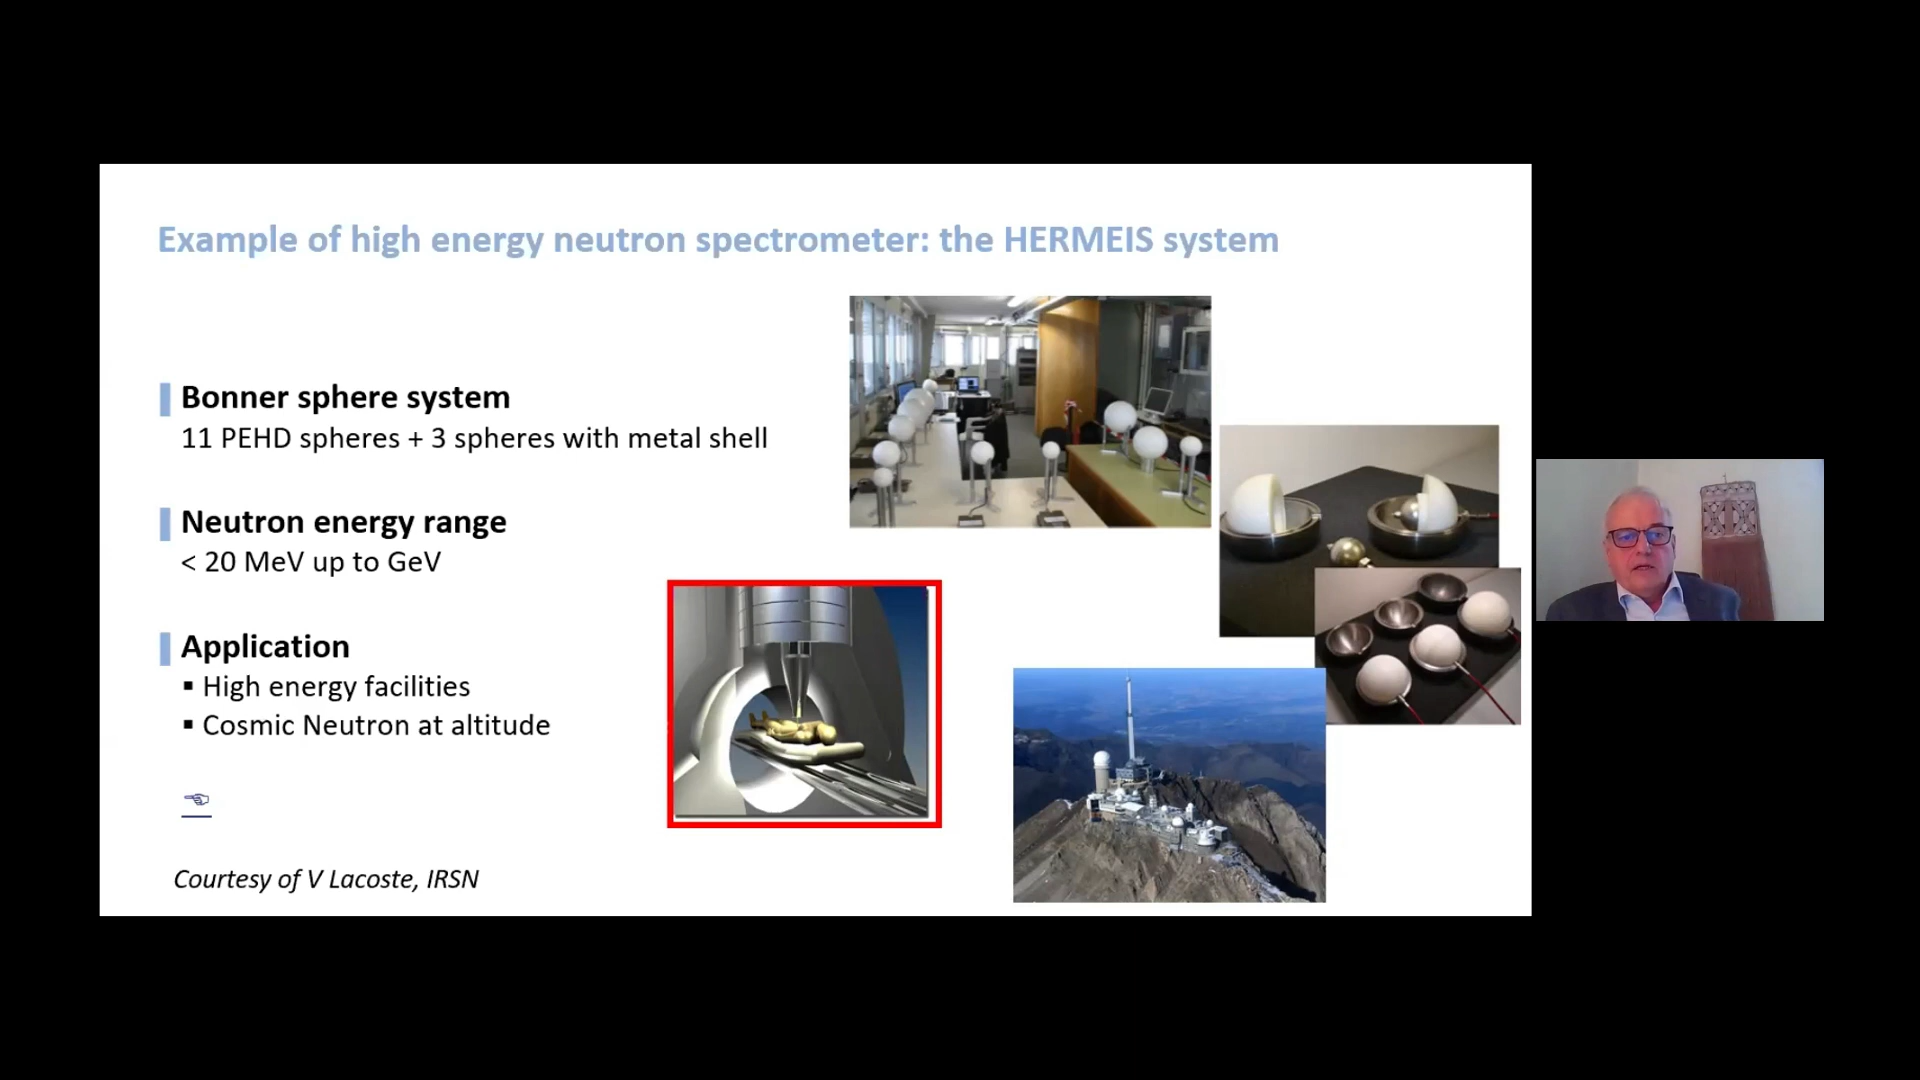 Example of high energy neutron spectrometer: the HERMEIS system
Bonner sphere system
11 PEHD spheres + 3 spheres with metal shell
Neutron energy range
< 20 MeV up to GeV
Application
▪ High energy facilities
▪ Cosmic Neutron at altitude
Courtesy of V Lacoste, IRSN